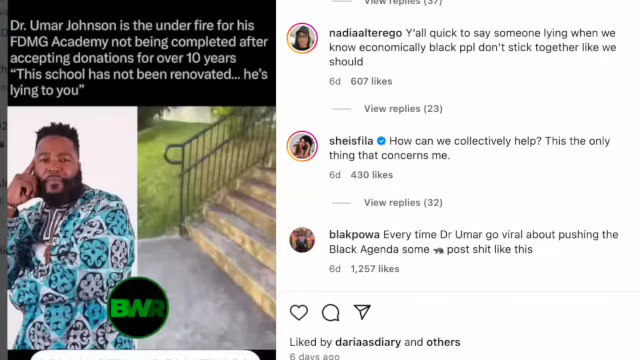 Dr. Umar Johnson is the under fire for his
FDMG Academy not being completed after
accepting donations for over 10 years
“This school has not been renovated... he’s
lying to you”
BWR
View replies (37)
nadiaalterego Y’all quick to say someone lying when we
know economically black ppl don’t stick together like we
should
6d 607 likes
View replies (23)
sheisfila How can we collectively help? This the only
thing that concerns me.
6d 430 likes
View replies (32)
blakpowa Every time Dr Umar go viral about pushing the
Black Agenda some 🦝 post shit like this
6d 1,257 likes
Liked by dariaasdiary and others
6 days ago